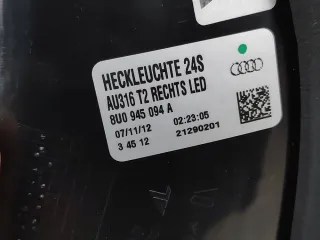 HECKLEUCHTE 24S
AU316 T2 RECHTS LED
8U0 945 094 A
07/11/12 02:23:05
3 45 12 21290201